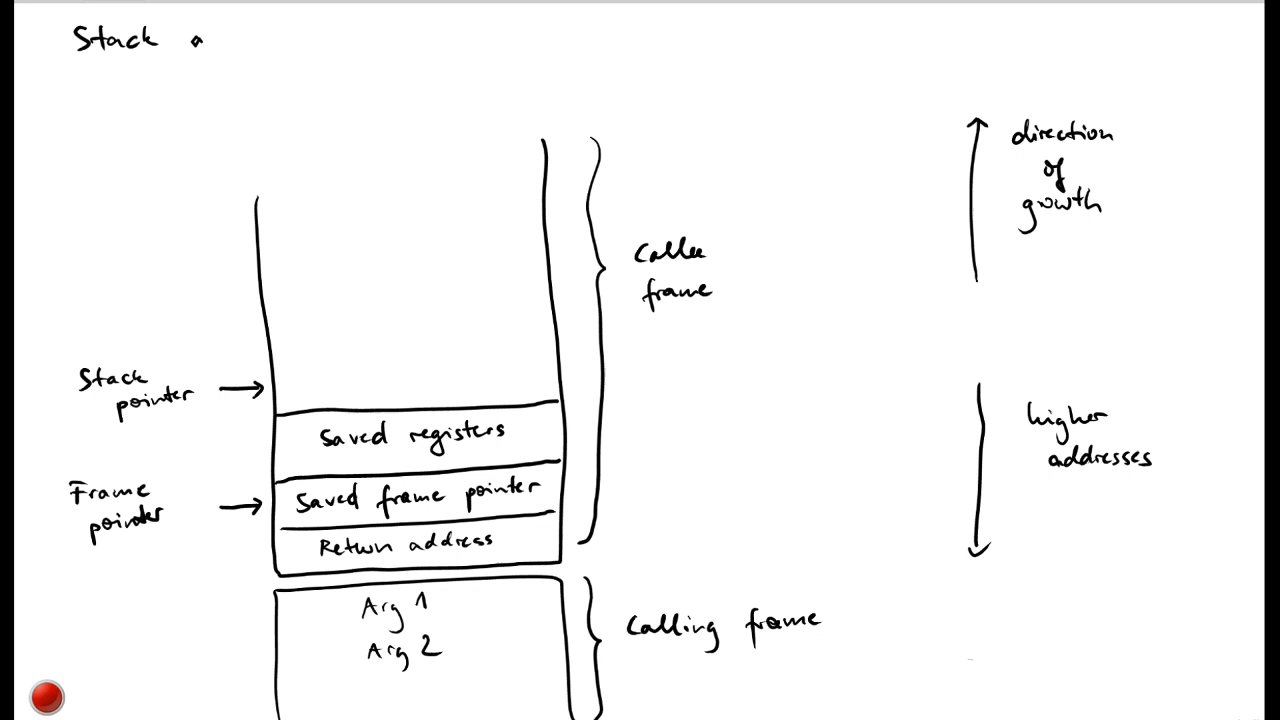 Stack a
direction
of
growth
Callee
frame
Stack
pointer
higher
addresses
Saved registers
Frame
pointer
Saved frame pointer
Return address
Arg 1
Arg 2
Calling frame